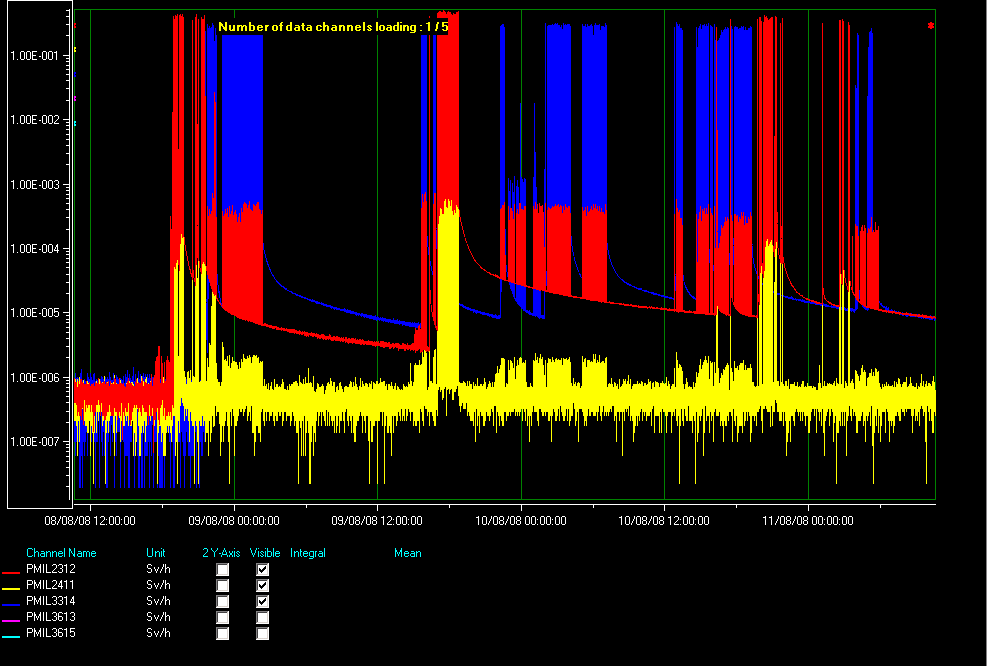 Number of data channels loading : 1 / 5
1.00E-001
1.00E-002
1.00E-003
1.00E-004
1.00E-005
1.00E-006
1.00E-007
08/08/08 12:00:00 09/08/08 00:00:00 09/08/08 12:00:00 10/08/08 00:00:00 10/08/08 12:00:00 11/08/08 00:00:00
Channel Name Unit 2 Y-Axis Visible Integral Mean
PMIL2312 Sv/h
PMIL2411 Sv/h
PMIL3314 Sv/h
PMIL3613 Sv/h
PMIL3615 Sv/h